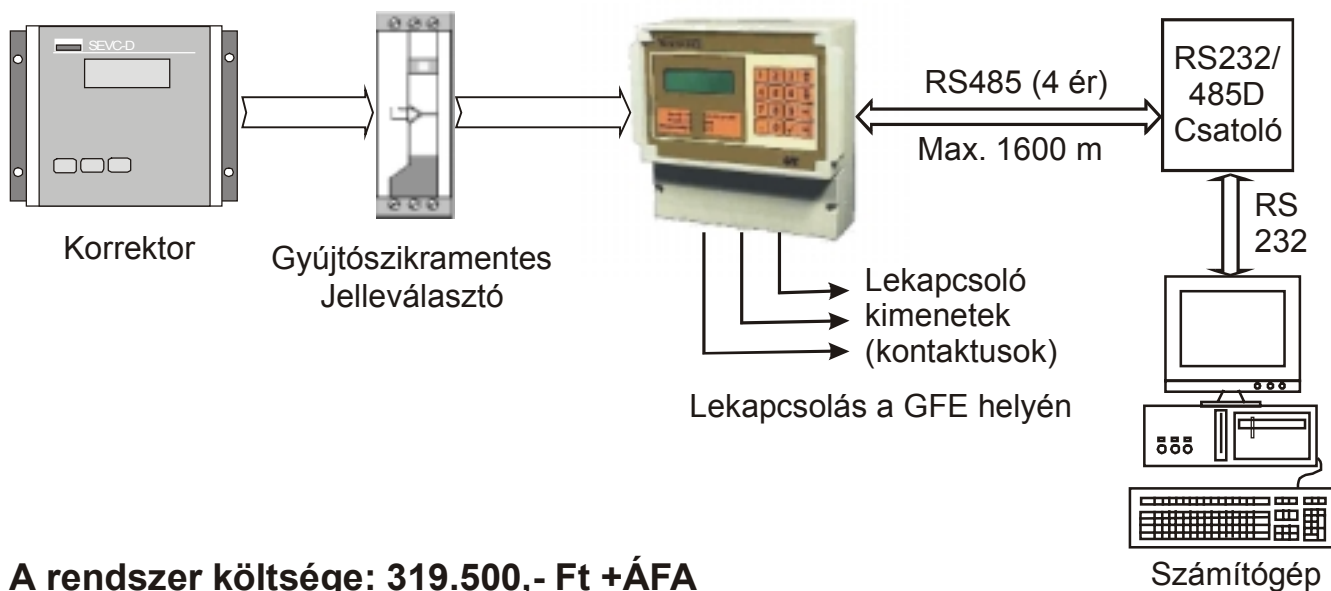 SEVC-D
Korrektor
Gyújtószikramentes
Jelleválasztó
RS485 (4 ér)
Max. 1600 m
RS232/
485D
Csatoló
RS
232
Lekapcsoló
kimenetek
(kontaktusok)
Lekapcsolás a GFE helyén
Számítógép
A rendszer költsége: 319.500,- Ft +ÁFA